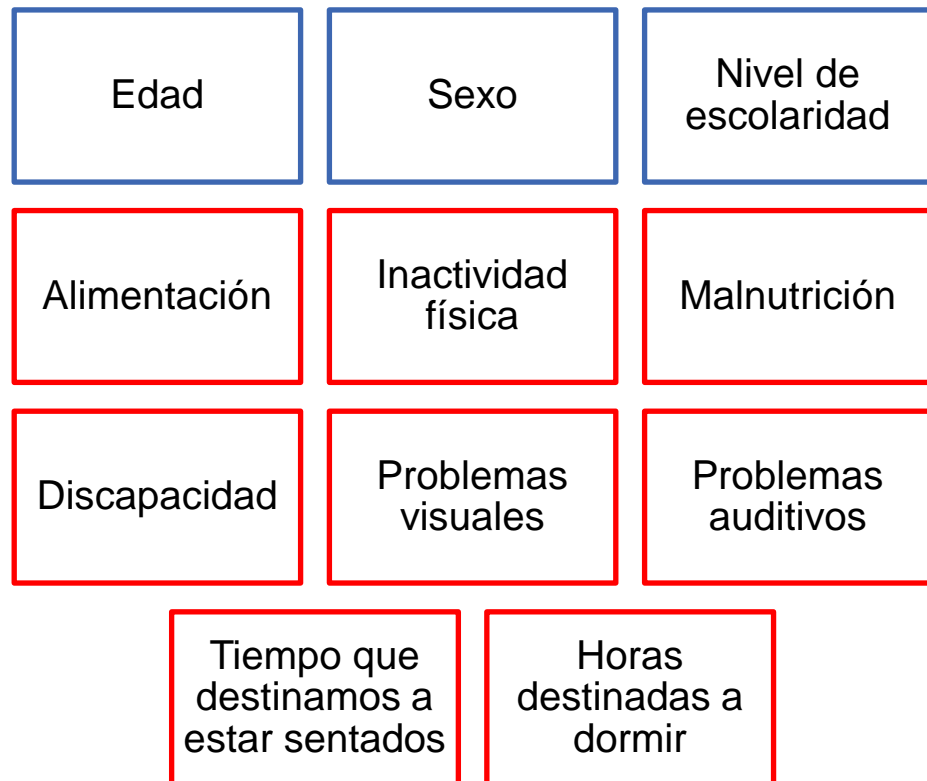 Edad
Sexo
Nivel de
escolaridad
Alimentación
Inactividad
física
Malnutrición
Discapacidad
Problemas
visuales
Problemas
auditivos
Tiempo que
destinamos a
estar sentados
Horas
destinadas a
dormir